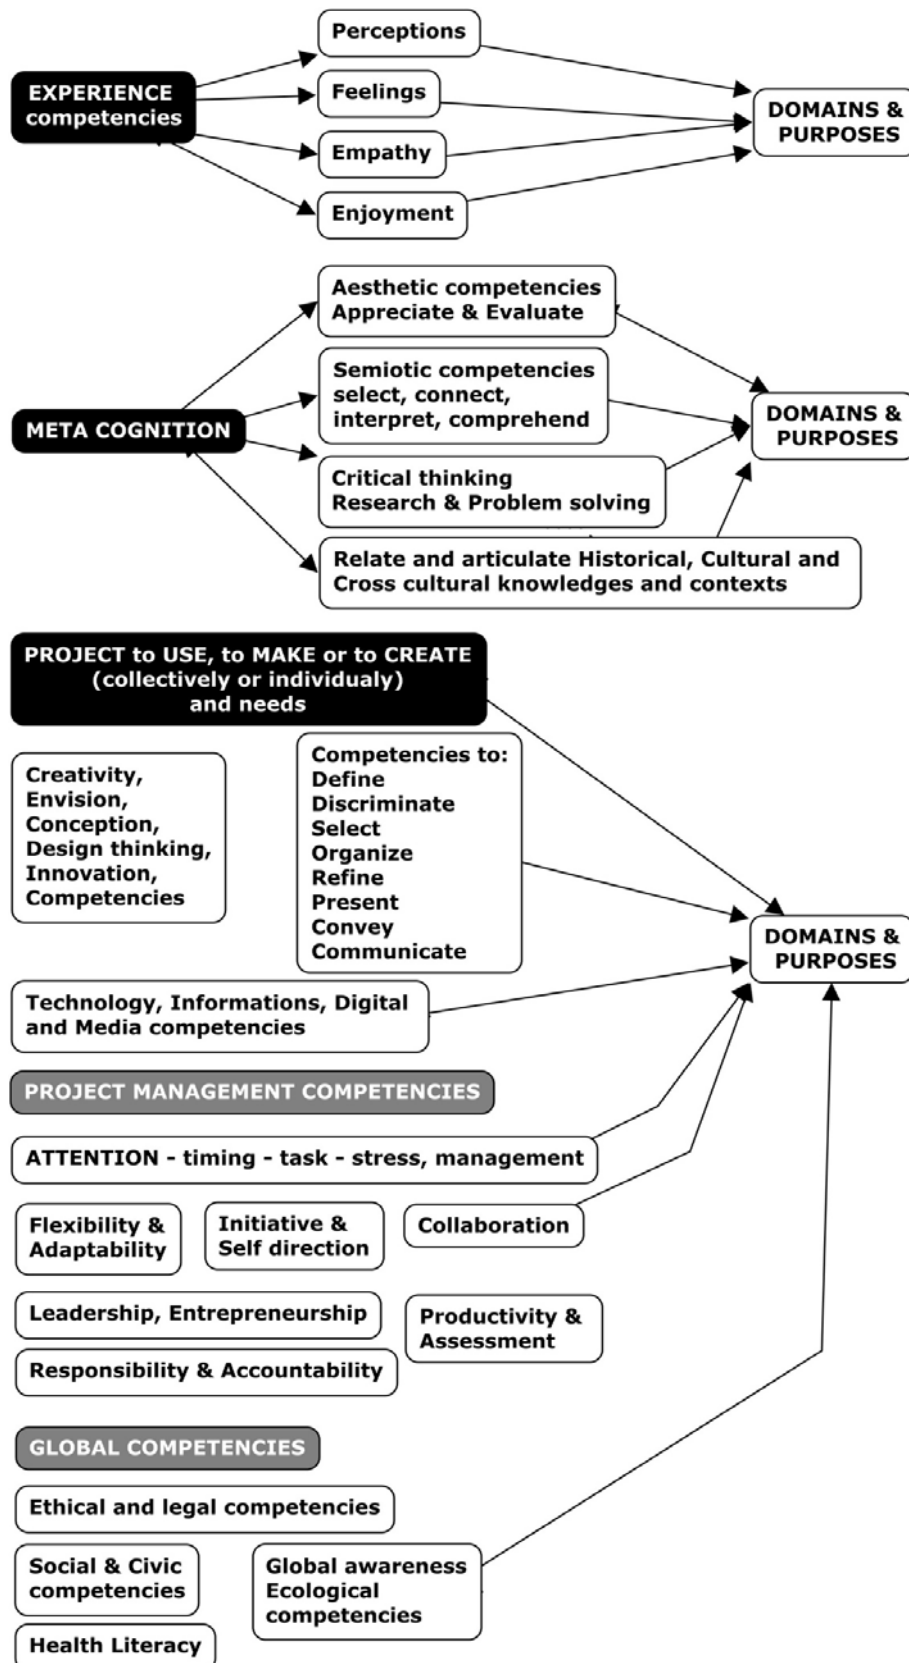 Perceptions
EXPERIENCE
competencies
Feelings
DOMAINS &
PURPOSES
Empathy
Enjoyment
Aesthetic competencies
Appreciate & Evaluate
Semiotic competencies
select, connect,
interpret, comprehend
META COGNITION
DOMAINS &
PURPOSES
Critical thinking
Research & Problem solving
Relate and articulate Historical, Cultural and
Cross cultural knowledges and contexts
PROJECT to USE, to MAKE or to CREATE
(collectively or individualy)
and needs
Creativity,
Envision,
Conception,
Design thinking,
Innovation,
Competencies
Competencies to:
Define
Discriminate
Select
Organize
Refine
Present
Convey
Communicate
DOMAINS &
PURPOSES
Technology, Informations, Digital
and Media competencies
PROJECT MANAGEMENT COMPETENCIES
ATTENTION - timing - task - stress, management
Flexibility &
Adaptability
Initiative &
Self direction
Collaboration
Leadership, Entrepreneurship
Productivity &
Assessment
Responsibility & Accountability
GLOBAL COMPETENCIES
Ethical and legal competencies
Social & Civic
competencies
Global awareness
Ecological
competencies
Health Literacy